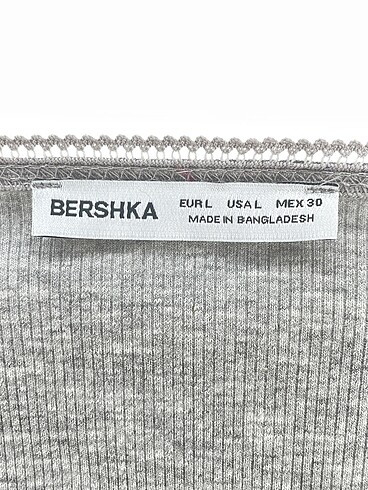 BERSHKA
EUR L USA L MEX 30
MADE IN BANGLADESH